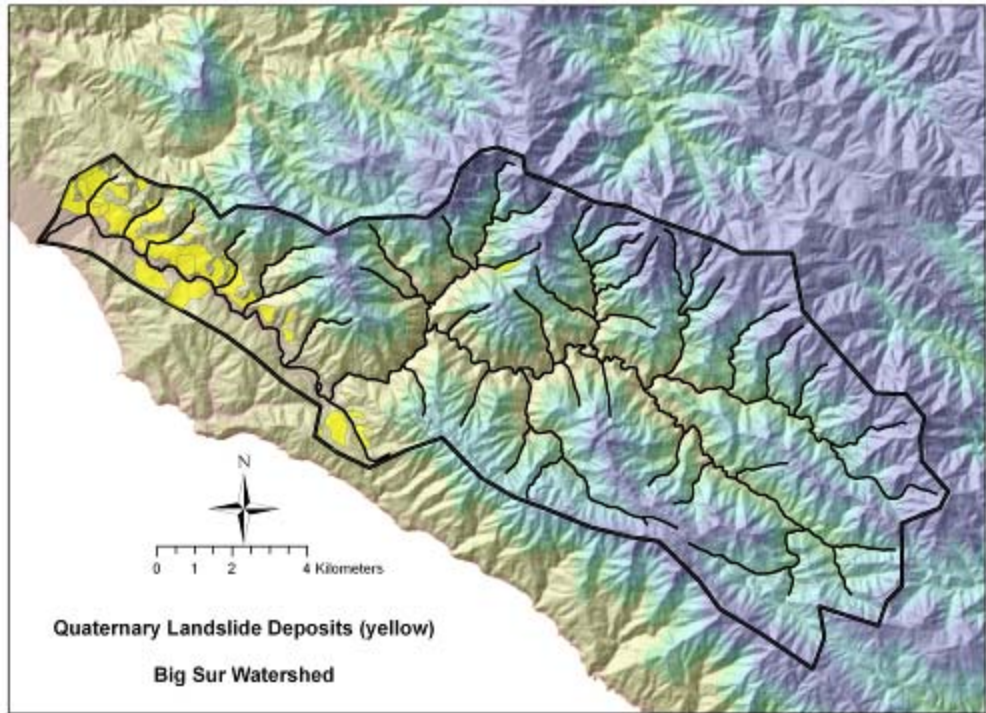 N
0 1 2 4 Kilometers
Quaternary Landslide Deposits (yellow)
Big Sur Watershed